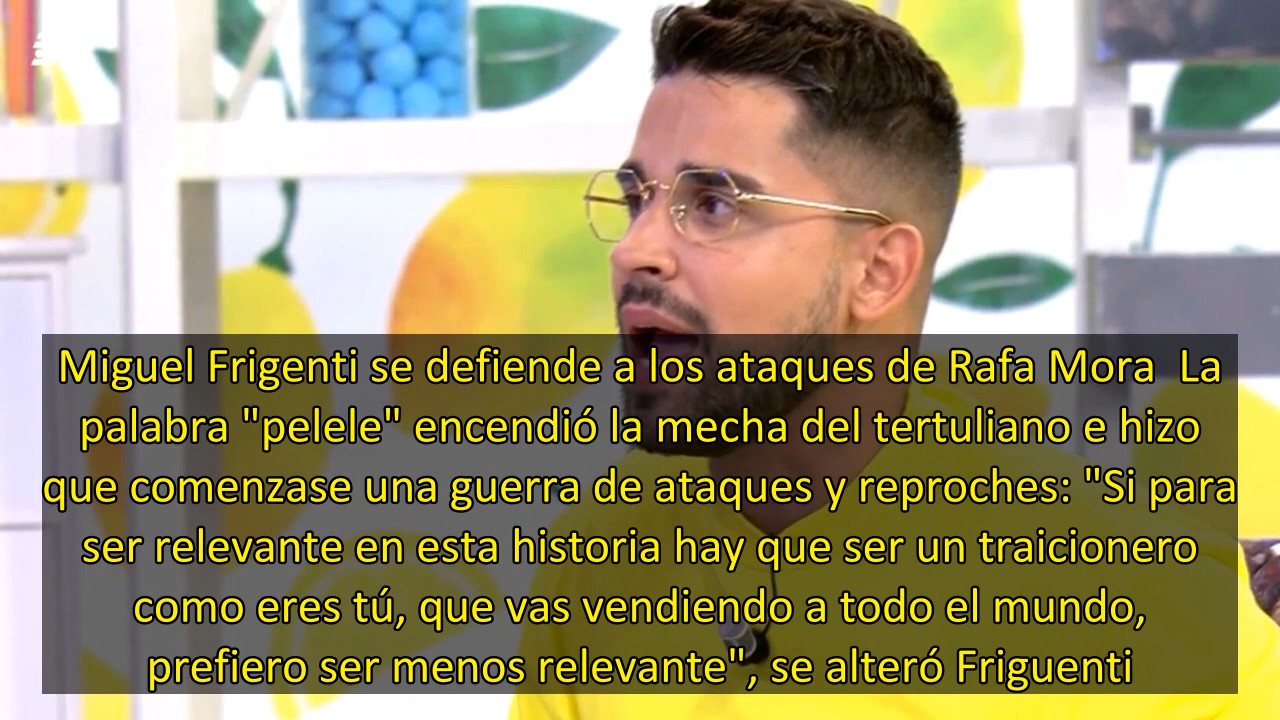 Miguel Frigenti se defiende a los ataques de Rafa Mora  La
palabra "pelele" encendió la mecha del tertuliano e hizo
que comenzase una guerra de ataques y reproches: "Si para
ser relevante en esta historia hay que ser un traicionero
como eres tú, que vas vendiendo a todo el mundo,
prefiero ser menos relevante", se alteró Friguenti